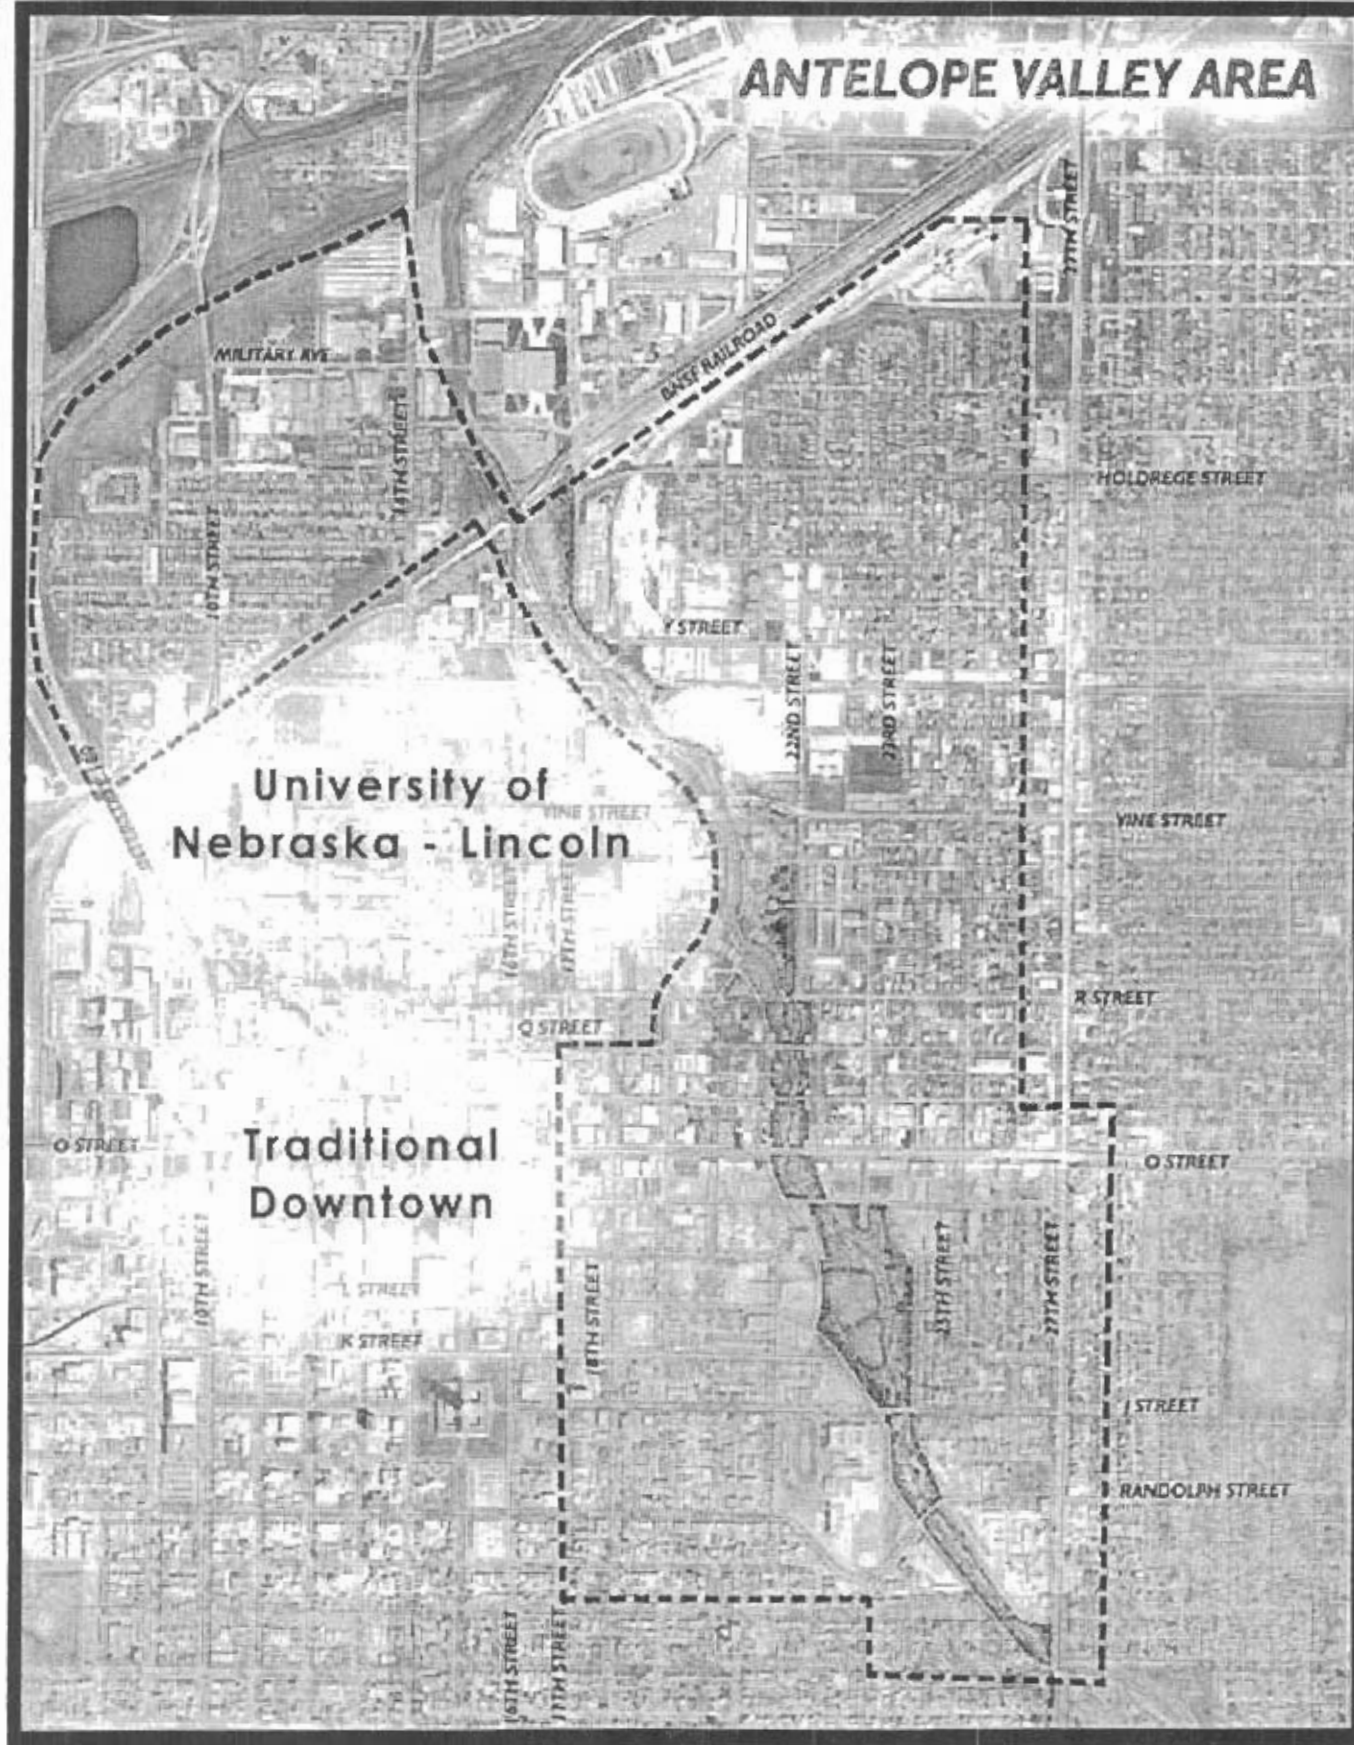 ANTELOPE VALLEY AREA
27TH STREET
BNSF RAILROAD
MILITARY AVE
14TH STREET
HOLDREGE STREET
10TH STREET
Y STREET
22ND STREET
23RD STREET
University of
Nebraska - Lincoln
VINE STREET
VINE STREET
16TH STREET
17TH STREET
R STREET
Q STREET
O STREET
Traditional
Downtown
O STREET
10TH STREET
25TH STREET
27TH STREET
18TH STREET
L STREET
K STREET
J STREET
RANDOLPH STREET
16TH STREET
17TH STREET